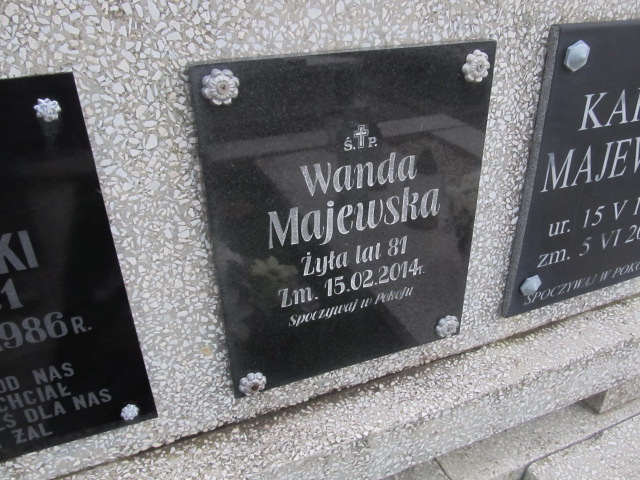 KI
1986 R.
OD NAS
CHCIAŁ
DLA NAS
ŻAL
Ś. P.
Wanda
Majewska
Żyła lat 81
Zm. 15.02.2014r.
Spoczywaj w Pokoju
KA
MAJEW
ur. 15 V 1
zm. 5 VI 20
SPOCZYWAJ W POKO